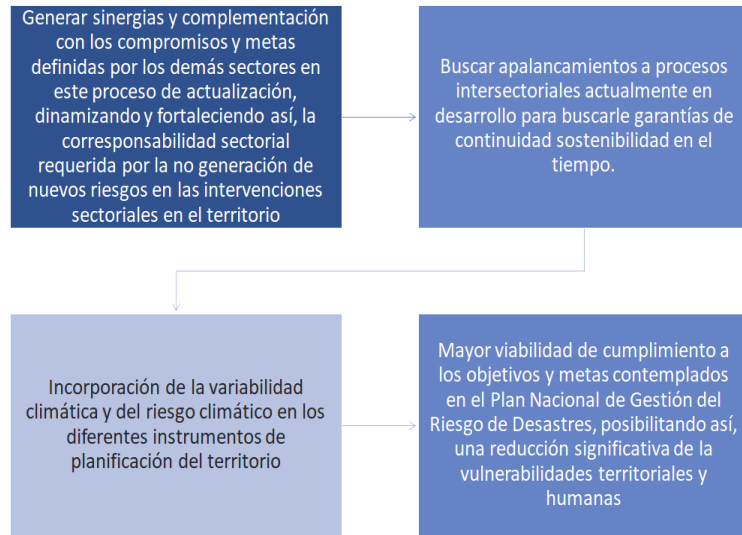 Generar sinergias y complementación
con los compromisos y metas
definidas por los demás sectores en
este proceso de actualización,
dinamizando y fortaleciendo así, la
corresponsabilidad sectorial
requerida por la no generación de
nuevos riesgos en las intervenciones
sectoriales en el territorio
Buscar apalancamientos a procesos
intersectoriales actualmente en
desarrollo para buscarle garantías de
continuidad sostenibilidad en el
tiempo.
Incorporación de la variabilidad
climática y del riesgo climático en los
diferentes instrumentos de
planificación del territorio
Mayor viabilidad de cumplimiento a
los objetivos y metas contemplados
en el Plan Nacional de Gestión del
Riesgo de Desastres, posibilitando así,
una reducción significativa de la
vulnerabilidades territoriales y
humanas